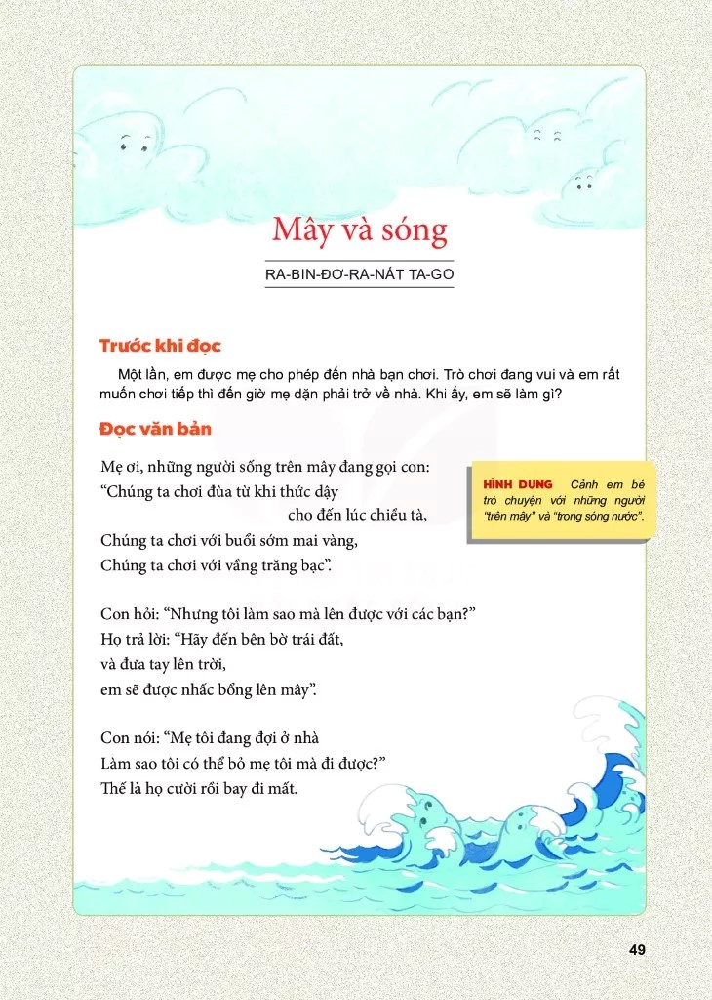 Mây và sóng
RA-BIN-ĐƠ-RA-NÁT TA-GO
Trước khi đọc
Một lần, em được mẹ cho phép đến nhà bạn chơi. Trò chơi đang vui và em rất
muốn chơi tiếp thì đến giờ mẹ dặn phải trở về nhà. Khi ấy, em sẽ làm gì?
Đọc văn bản
Mẹ ơi, những người sống trên mây đang gọi con:
“Chúng ta chơi đùa từ khi thức dậy
cho đến lúc chiều tà,
Chúng ta chơi với buổi sớm mai vàng,
Chúng ta chơi với vầng trăng bạc”.
HÌNH DUNG Cảnh em bé
trò chuyện với những người
“trên mây” và “trong sóng nước”.
Con hỏi: “Nhưng tôi làm sao mà lên được với các bạn?”
Họ trả lời: “Hãy đến bên bờ trái đất,
và đưa tay lên trời,
em sẽ được nhấc bổng lên mây”.
Con nói: “Mẹ tôi đang đợi ở nhà
Làm sao tôi có thể bỏ mẹ tôi mà đi được?”
Thế là họ cười rồi bay đi mất.
49